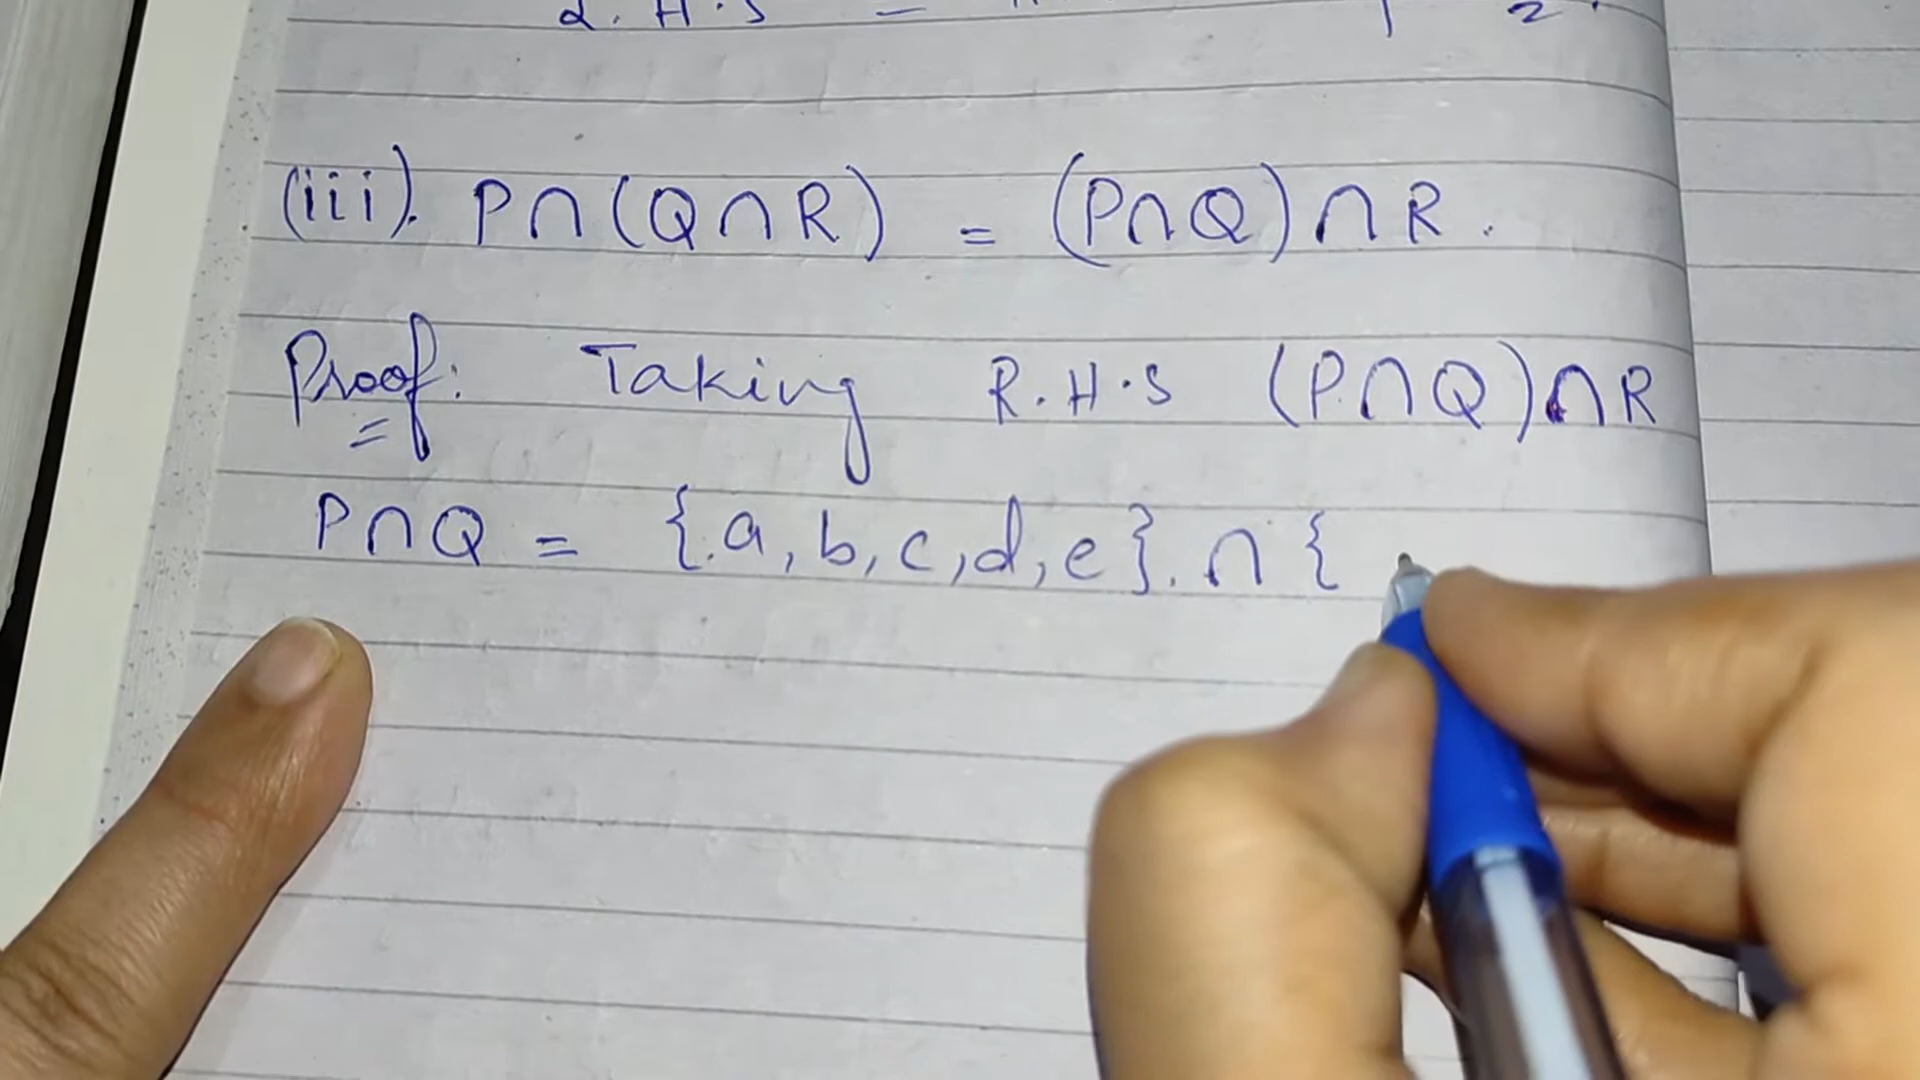 L.H.S =
(iii). P∩(Q∩R) = (P∩Q)∩R.
Proof: Taking R.H.S (P∩Q)∩R
P∩Q = {a, b, c, d, e}. ∩ {